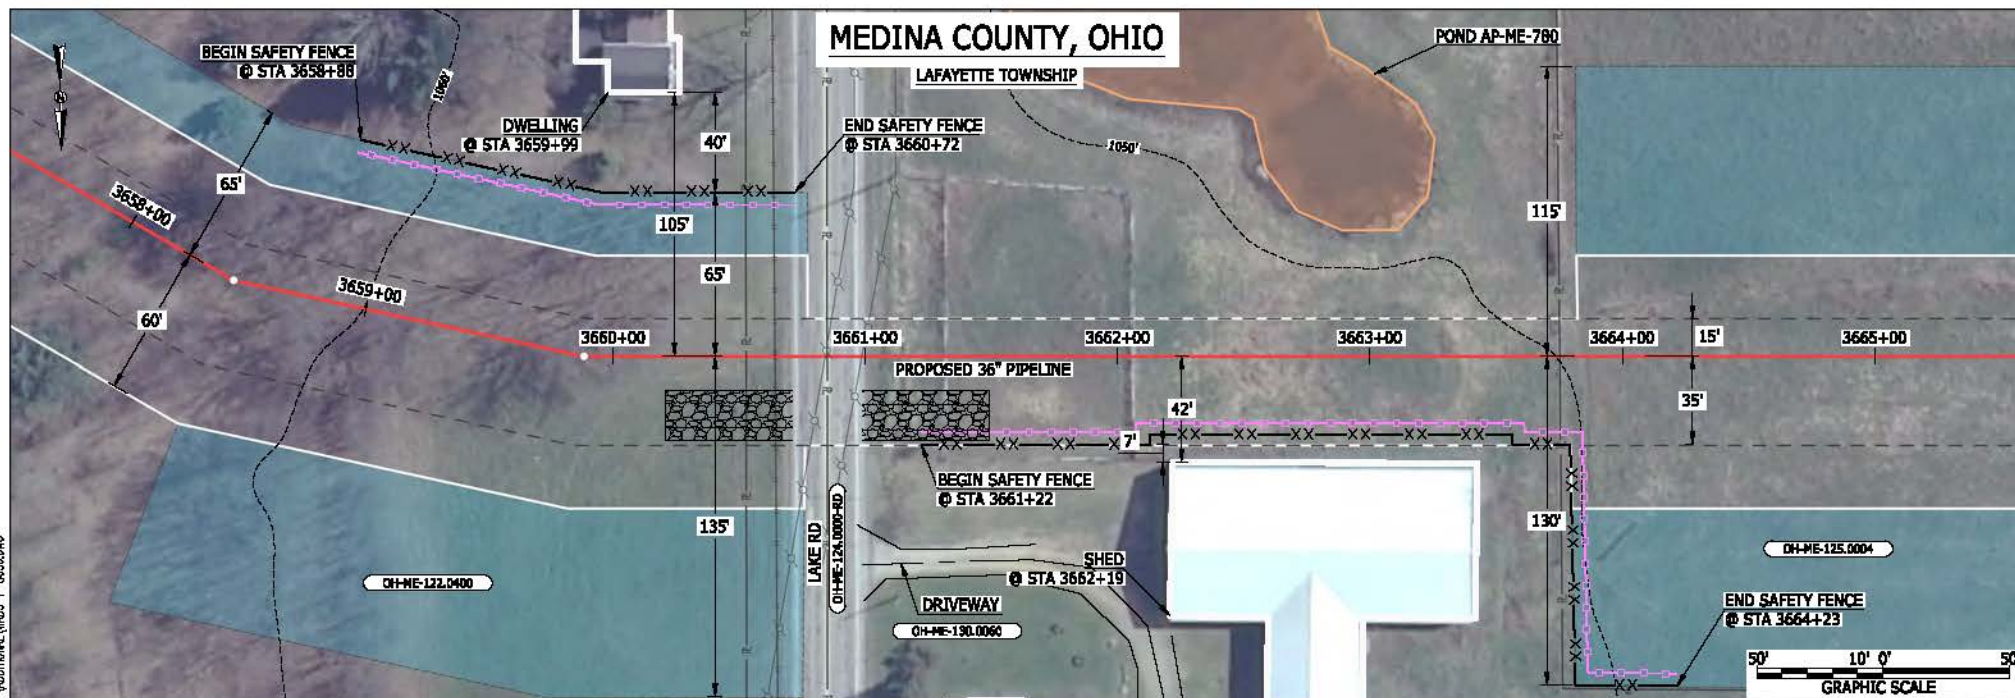 MEDINA COUNTY, OHIO
LAFAYETTE TOWNSHIP
POND AP-ME-780
BEGIN SAFETY FENCE
@ STA 3658+88
1060'
DWELLING
@ STA 3659+99
40'
END SAFETY FENCE
@ STA 3660+72
1050'
65'
3658+00
105'
115'
65'
3659+00
60'
3660+00
3661+00
3662+00
3663+00
3664+00
3665+00
15'
PROPOSED 36" PIPELINE
42'
35'
7'
BEGIN SAFETY FENCE
@ STA 3661+22
135'
130'
LAKE RD
OH-ME-124.0000-RD
OH-ME-122.0400
OH-ME-125.0004
SHED
@ STA 3662+19
DRIVEWAY
OH-ME-190.0060
END SAFETY FENCE
@ STA 3664+23
50' 10' 0' 50
GRAPHIC SCALE